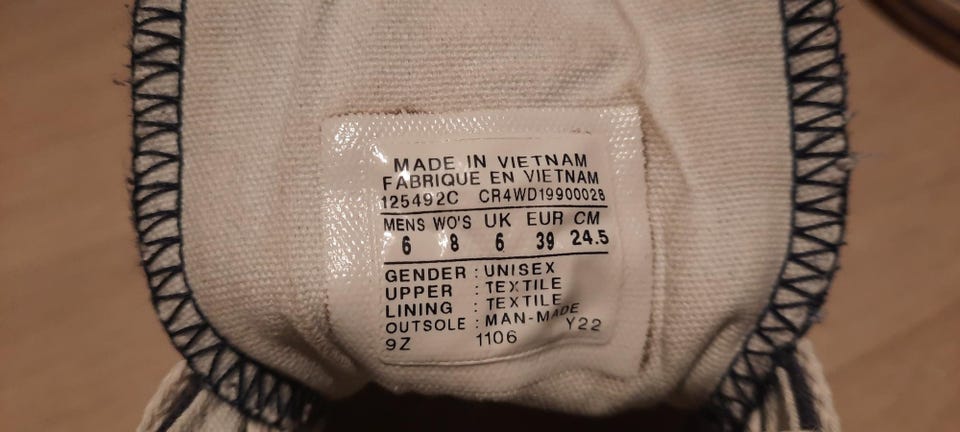 MADE IN VIETNAM
FABRIQUE EN VIETNAM
125492C CR4WD19900028
MENS WO'S UK EUR CM
6 8 6 39 24.5
GENDER : UNISEX
UPPER : TEXTILE
LINING : TEXTILE
OUTSOLE : MAN-MADE
9Z 1106 Y22